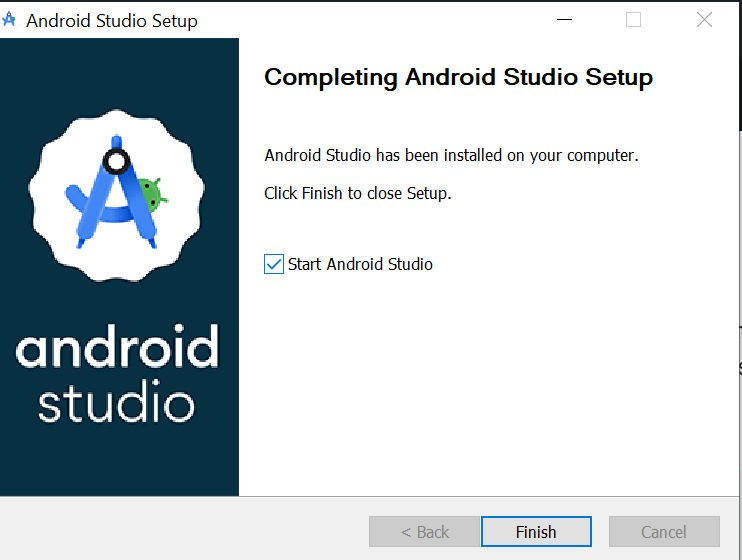 Android Studio Setup
Completing Android Studio Setup
Android Studio has been installed on your computer.
Click Finish to close Setup.
Start Android Studio
android
studio
< Back
Finish
Cancel